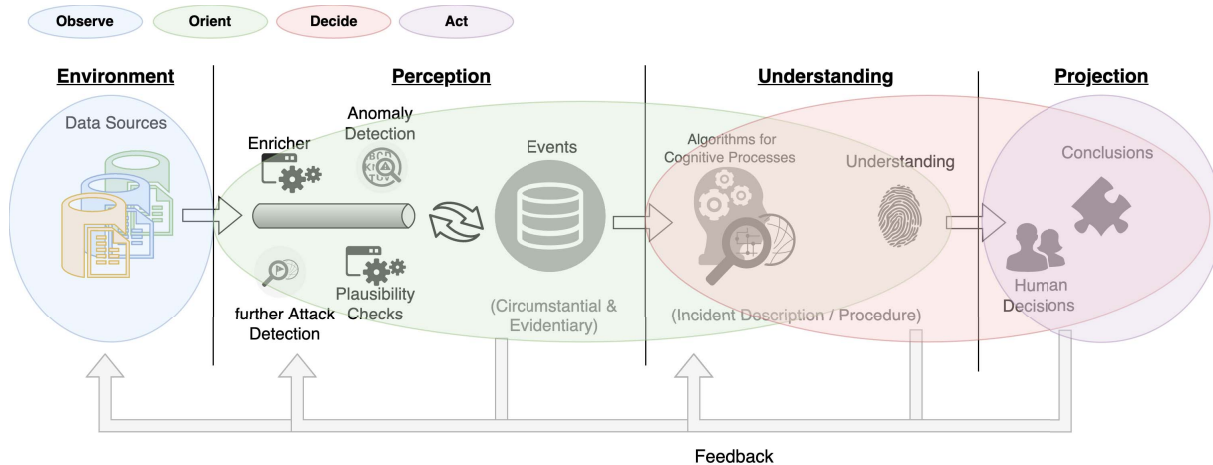 Observe
Orient
Decide
Act
Environment
Perception
Understanding
Projection
Data Sources
Enricher
Anomaly
Detection
Events
Algorithms for
Cognitive Processes
Understanding
Conclusions
further Attack
Detection
Plausibility
Checks
(Circumstantial &
Evidentiary)
(Incident Description / Procedure)
Human
Decisions
Feedback